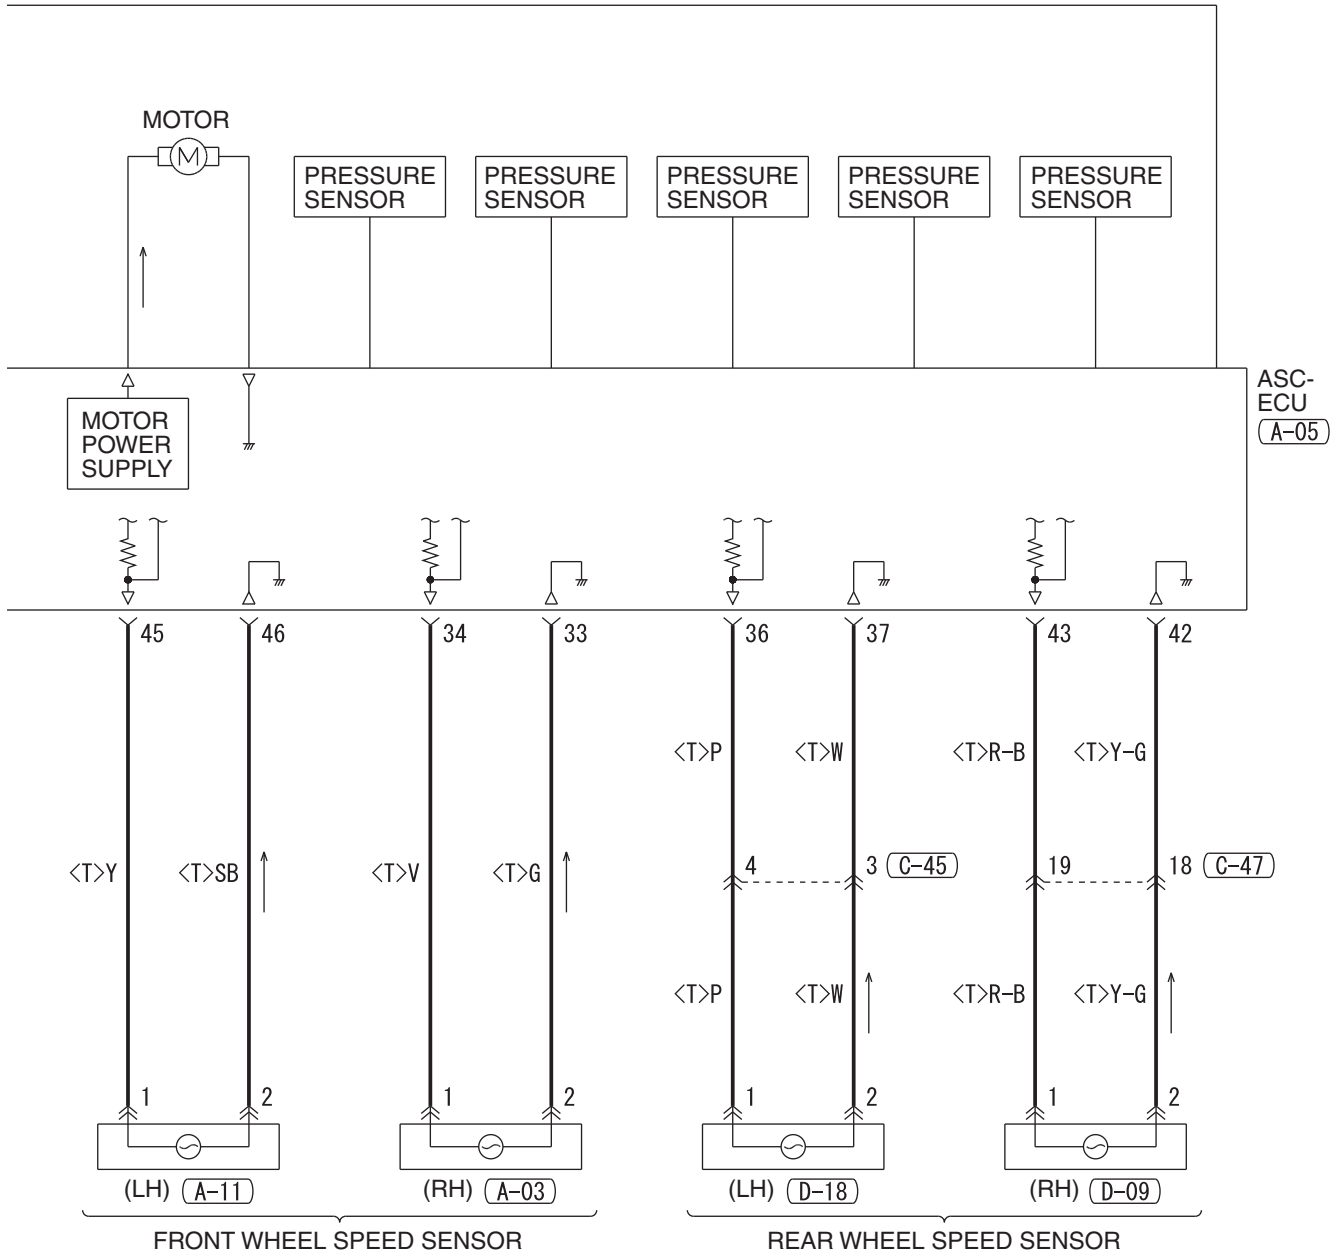 MOTOR
M
PRESSURE
SENSOR
PRESSURE
SENSOR
PRESSURE
SENSOR
PRESSURE
SENSOR
PRESSURE
SENSOR
ASC-
ECU
A-05
MOTOR
POWER
SUPPLY
45
46
34
33
36
37
43
42
<T>P
<T>W
<T>R-B
<T>Y-G
<T>Y
<T>SB
<T>V
<T>G
4
3
C-45
19
18
C-47
<T>P
<T>W
<T>R-B
<T>Y-G
1
2
1
2
1
2
1
2
(LH) A-11
(RH) A-03
(LH) D-18
(RH) D-09
FRONT WHEEL SPEED SENSOR
REAR WHEEL SPEED SENSOR